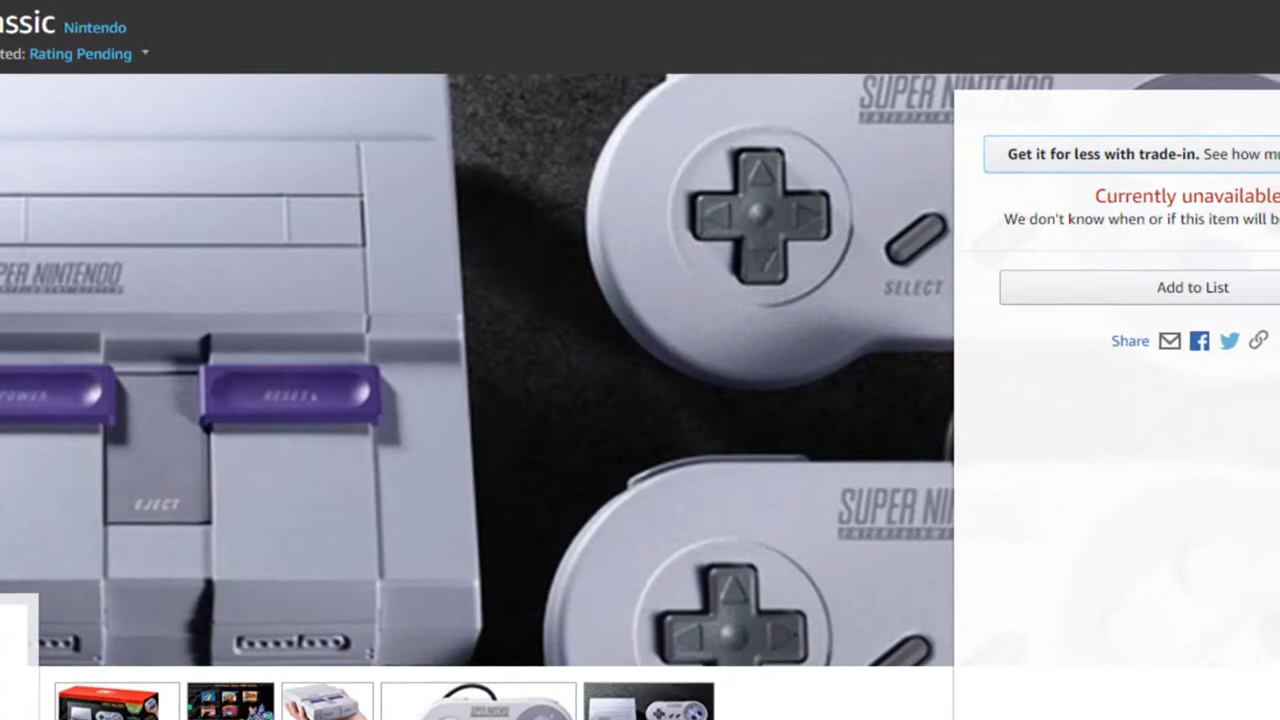 assic Nintendo
ted: Rating Pending
SUPER NINTENDO
Get it for less with trade-in. See how mu
Currently unavailable
We don't know when or if this item will b
PER NINTENDO
SELECT
Add to List
Share
POWER
RESET
EJECT
SUPER NIN